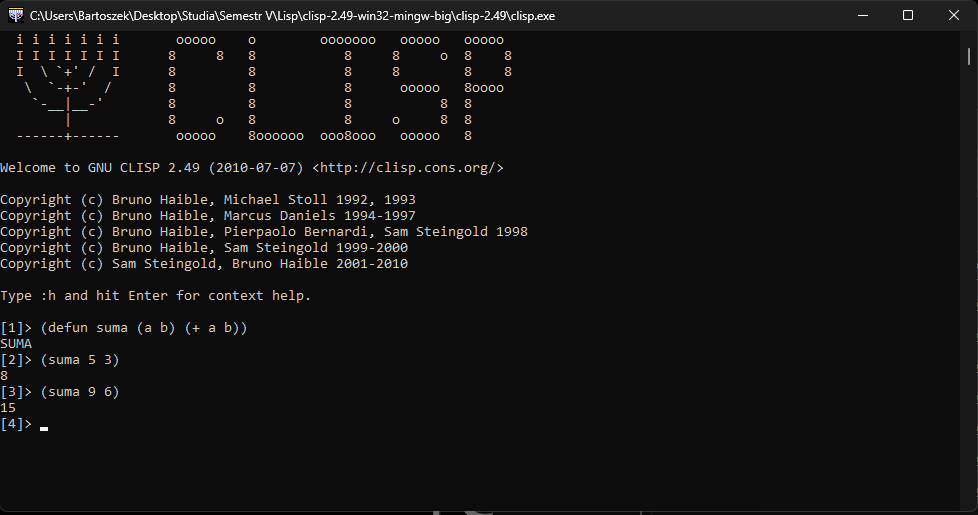 C:\Users\Bartoszek\Desktop\Studia\Semestr V\Lisp\clisp-2.49-win32-mingw-big\clisp-2.49\clisp.exe
  i i i i i i i       ooooo    o        ooooooo   ooooo   ooooo
  I I I I I I I      8     8   8           8     8     o  8    8
  I  \ `+' /  I      8         8           8     8        8    8
   \  `-+-'  /       8         8           8      ooooo   8oooo
    `-__|__-'        8         8           8           8  8
        |            8     o   8           8     o     8  8
  ------+------       ooooo    8oooooo  ooo8ooo   ooooo   8
Welcome to GNU CLISP 2.49 (2010-07-07) <http://clisp.cons.org/>
Copyright (c) Bruno Haible, Michael Stoll 1992, 1993
Copyright (c) Bruno Haible, Marcus Daniels 1994-1997
Copyright (c) Bruno Haible, Pierpaolo Bernardi, Sam Steingold 1998
Copyright (c) Bruno Haible, Sam Steingold 1999-2000
Copyright (c) Sam Steingold, Bruno Haible 2001-2010
Type :h and hit Enter for context help.
[1]> (defun suma (a b) (+ a b))
SUMA
[2]> (suma 5 3)
8
[3]> (suma 9 6)
15
[4]>